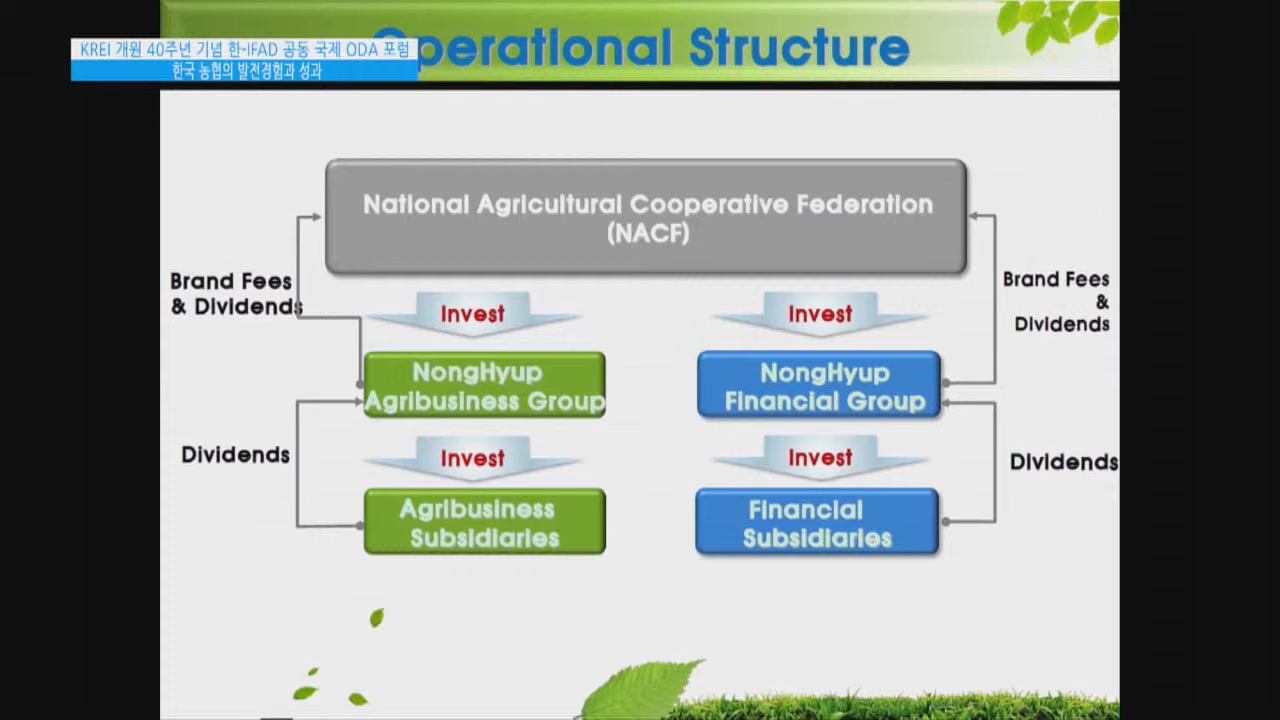 KREI 개원 40주년 기념 한-IFAD 공동 국제 ODA 포럼
한국 농협의 발전경험과 성과
Operational Structure
National Agricultural Cooperative Federation
(NACF)
Brand Fees
& Dividends
Invest
Invest
Brand Fees
&
Dividends
NongHyup
Agribusiness Group
NongHyup
Financial Group
Dividends
Invest
Invest
Dividends
Agribusiness
Subsidiaries
Financial
Subsidiaries